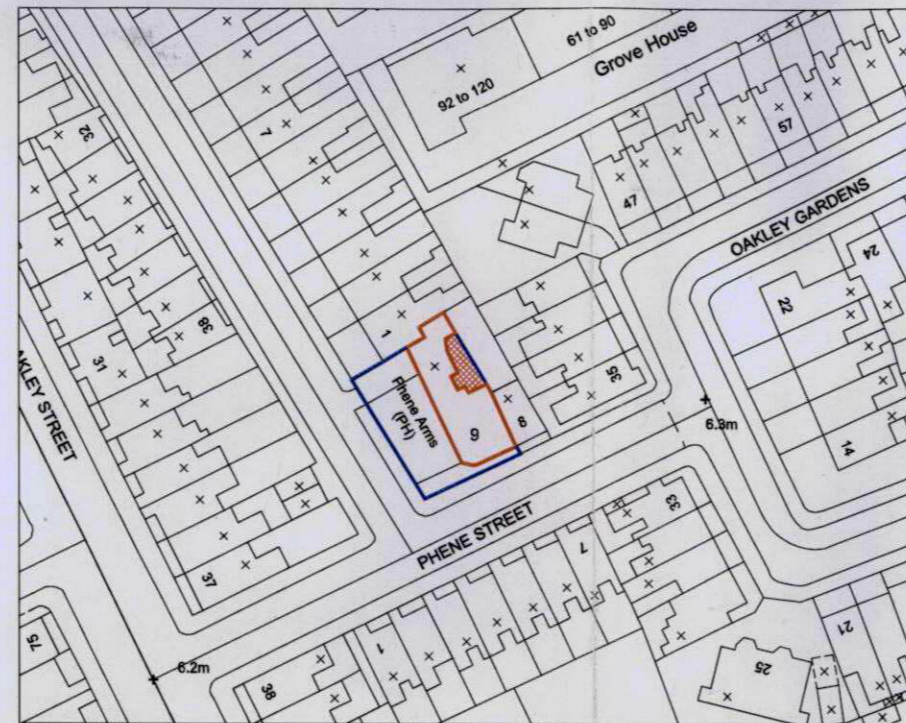 61 to 90
Grove House
92 to 120
7
32
57
47
OAKLEY GARDENS
24
22
38
1
31
35
AKLEY STREET
Phene Arms
(PH)
9
8
6.3m
14
PHENE STREET
37
7
33
1
21
75
6.2m
38
25